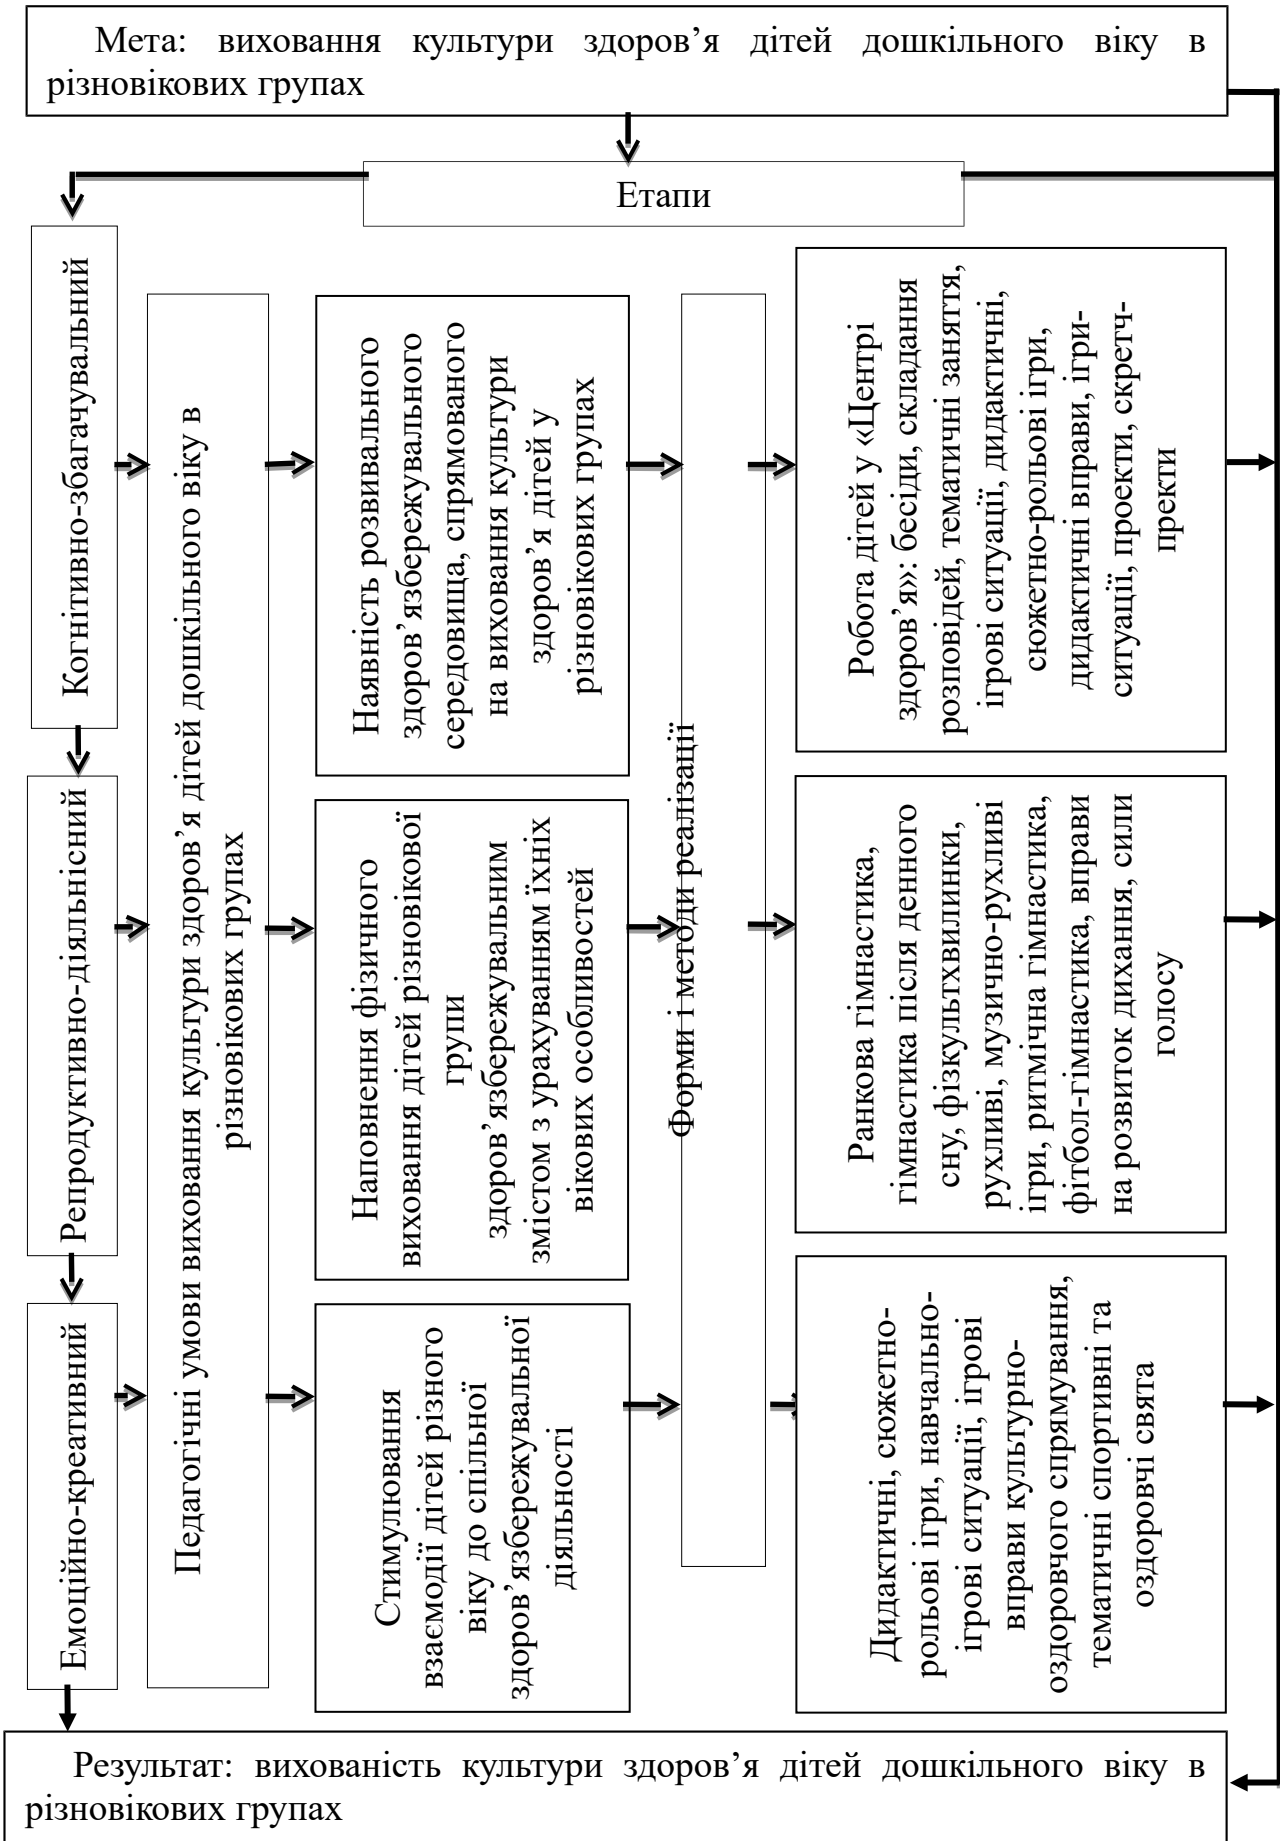 Мета: виховання культури здоров’я дітей дошкільного віку в
різновікових групах
Етапи
Когнітивно-збагачувальний
Репродуктивно-діяльнісний
Емоційно-креативний
Педагогічні умови виховання культури здоров’я дітей дошкільного віку в
різновікових групах
Наявність розвивального
здоров’язбережувального
середовища, спрямованого
на виховання культури
здоров’я дітей у
різновікових групах
Наповнення фізичного
виховання дітей різновікової
групи
здоров’язбережувальним
змістом з урахуванням їхніх
вікових особливостей
Стимулювання
взаємодії дітей різного
віку до спільної
здоров’язбережувальної
діяльності
Форми і методи реалізації
Робота дітей у «Центрі
здоров’я»: бесіди, складання
розповідей, тематичні заняття,
ігрові ситуації, дидактичні,
сюжетно-рольові ігри,
дидактичні вправи, ігри-
ситуації, проекти, скретч-
пректи
Ранкова гімнастика,
гімнастика після денного
сну, фізкультхвилинки,
рухливі, музично-рухливі
ігри, ритмічна гімнастика,
фітбол-гімнастика, вправи
на розвиток дихання, сили
голосу
Дидактичні, сюжетно-
рольові ігри, навчально-
ігрові ситуації, ігрові
вправи культурно-
оздоровчого спрямування,
тематичні спортивні та
оздоровчі свята
Результат: вихованість культури здоров’я дітей дошкільного віку в
різновікових групах